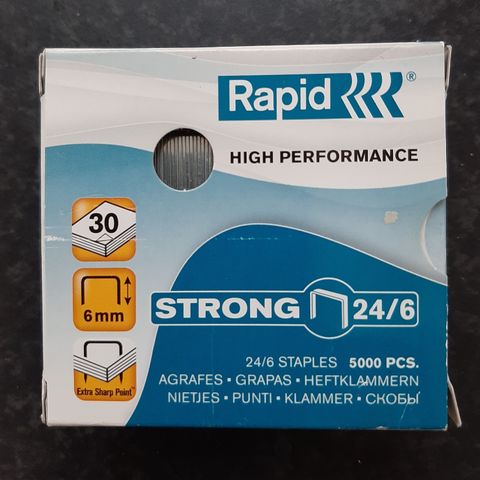 Rapid ®
HIGH PERFORMANCE
30
6 mm
Extra Sharp Point™
STRONG 24/6
24/6 STAPLES 5000 PCS.
AGRAFES • GRAPAS • HEFTKLAMMERN
NIETJES • PUNTI • KLAMMER • СКОБЫ